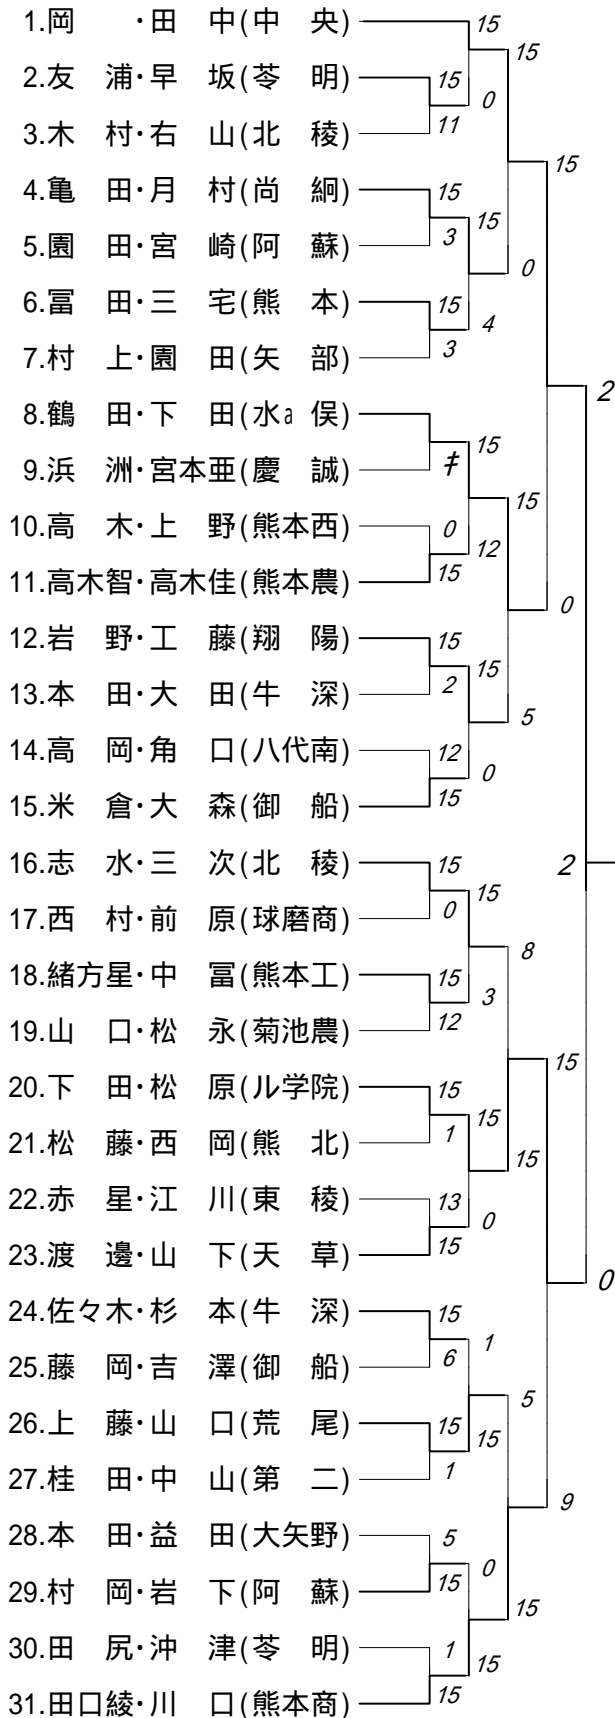 1.岡　・田　中(中　央) 15
15
2.友　浦・早　坂(苓　明) 15
0
3.木　村・右　山(北　稜) 11
15
4.亀　田・月　村(尚　絅) 15
15
5.園　田・宮　崎(阿　蘇) 3
0
6.冨　田・三　宅(熊　本) 15
4
7.村　上・園　田(矢　部) 3
2
8.鶴　田・下　田(水a　俣)
15
9.浜　洲・宮本亜(慶　誠) キ
15
10.高　木・上　野(熊本西) 0
12
11.高木智・高木佳(熊本農) 15
0
12.岩　野・工　藤(翔　陽) 15
15
13.本　田・大　田(牛　深) 2
5
14.高　岡・角　口(八代南) 12
0
15.米　倉・大　森(御　船) 15
16.志　水・三　次(北　稜) 15
2
15
17.西　村・前　原(球磨商) 0
8
18.緒方星・中　冨(熊本工) 15
3
19.山　口・松　永(菊池農) 12
15
20.下　田・松　原(ル学院) 15
15
21.松　藤・西　岡(熊　北) 1
15
22.赤　星・江　川(東　稜) 13
0
23.渡　邊・山　下(天　草) 15
0
24.佐々木・杉　本(牛　深) 15
1
25.藤　岡・吉　澤(御　船) 6
5
26.上　藤・山　口(荒　尾) 15
15
27.桂　田・中　山(第　二) 1
9
28.本　田・益　田(大矢野) 5
0
29.村　岡・岩　下(阿　蘇) 15
15
30.田　尻・沖　津(苓　明) 1
15
31.田口綾・川　口(熊本商) 15